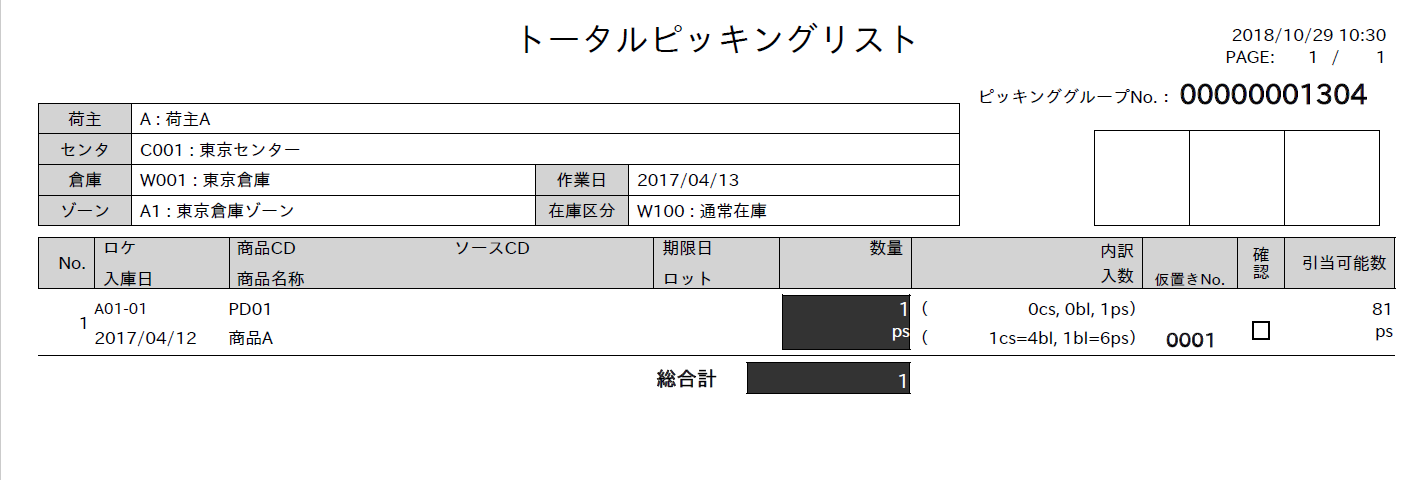 トータルピッキングリスト
2018/10/29 10:30
PAGE: 1 / 1
ピッキンググループNo.： 00000001304
荷主 A : 荷主A
センタ C001 : 東京センター
倉庫 W001 : 東京倉庫 作業日 2017/04/13
ゾーン A1 : 東京倉庫ゾーン 在庫区分 W100 : 通常在庫
No. ロケ 商品CD ソースCD 期限日 数量 内訳 仮置きNo. 確認 引当可能数
入庫日 商品名称 ロット 入数
1 A01-01 PD01 1 ( 0cs, 0bl, 1ps) 81
2017/04/12 商品A ps ( 1cs=4bl, 1bl=6ps) 0001 □ ps
総合計 1